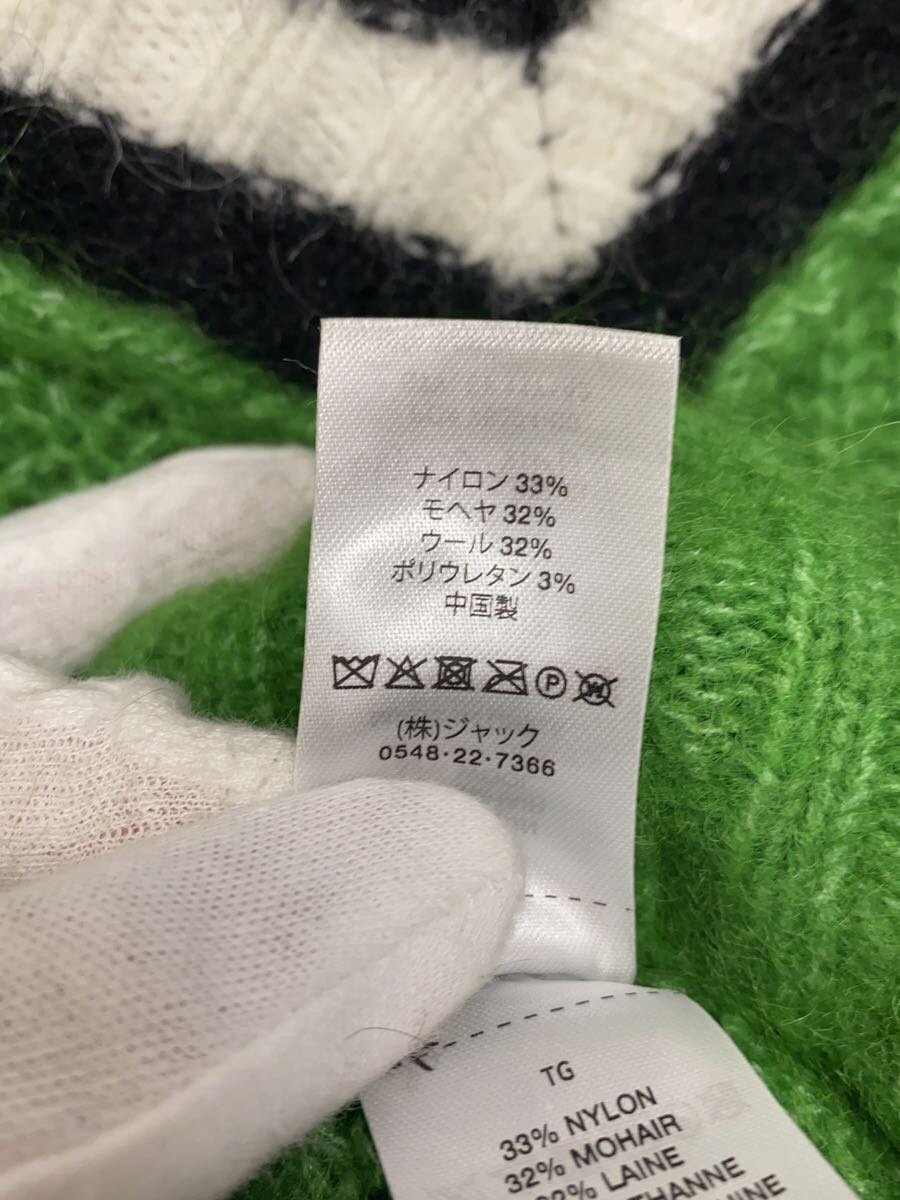 ナイロン 33%
モヘヤ 32%
ウール 32%
ポリウレタン 3%
中国製
P W
(株)ジャック
0548・22・7366
TG
33% NYLON
32% MOHAIR
LAINE